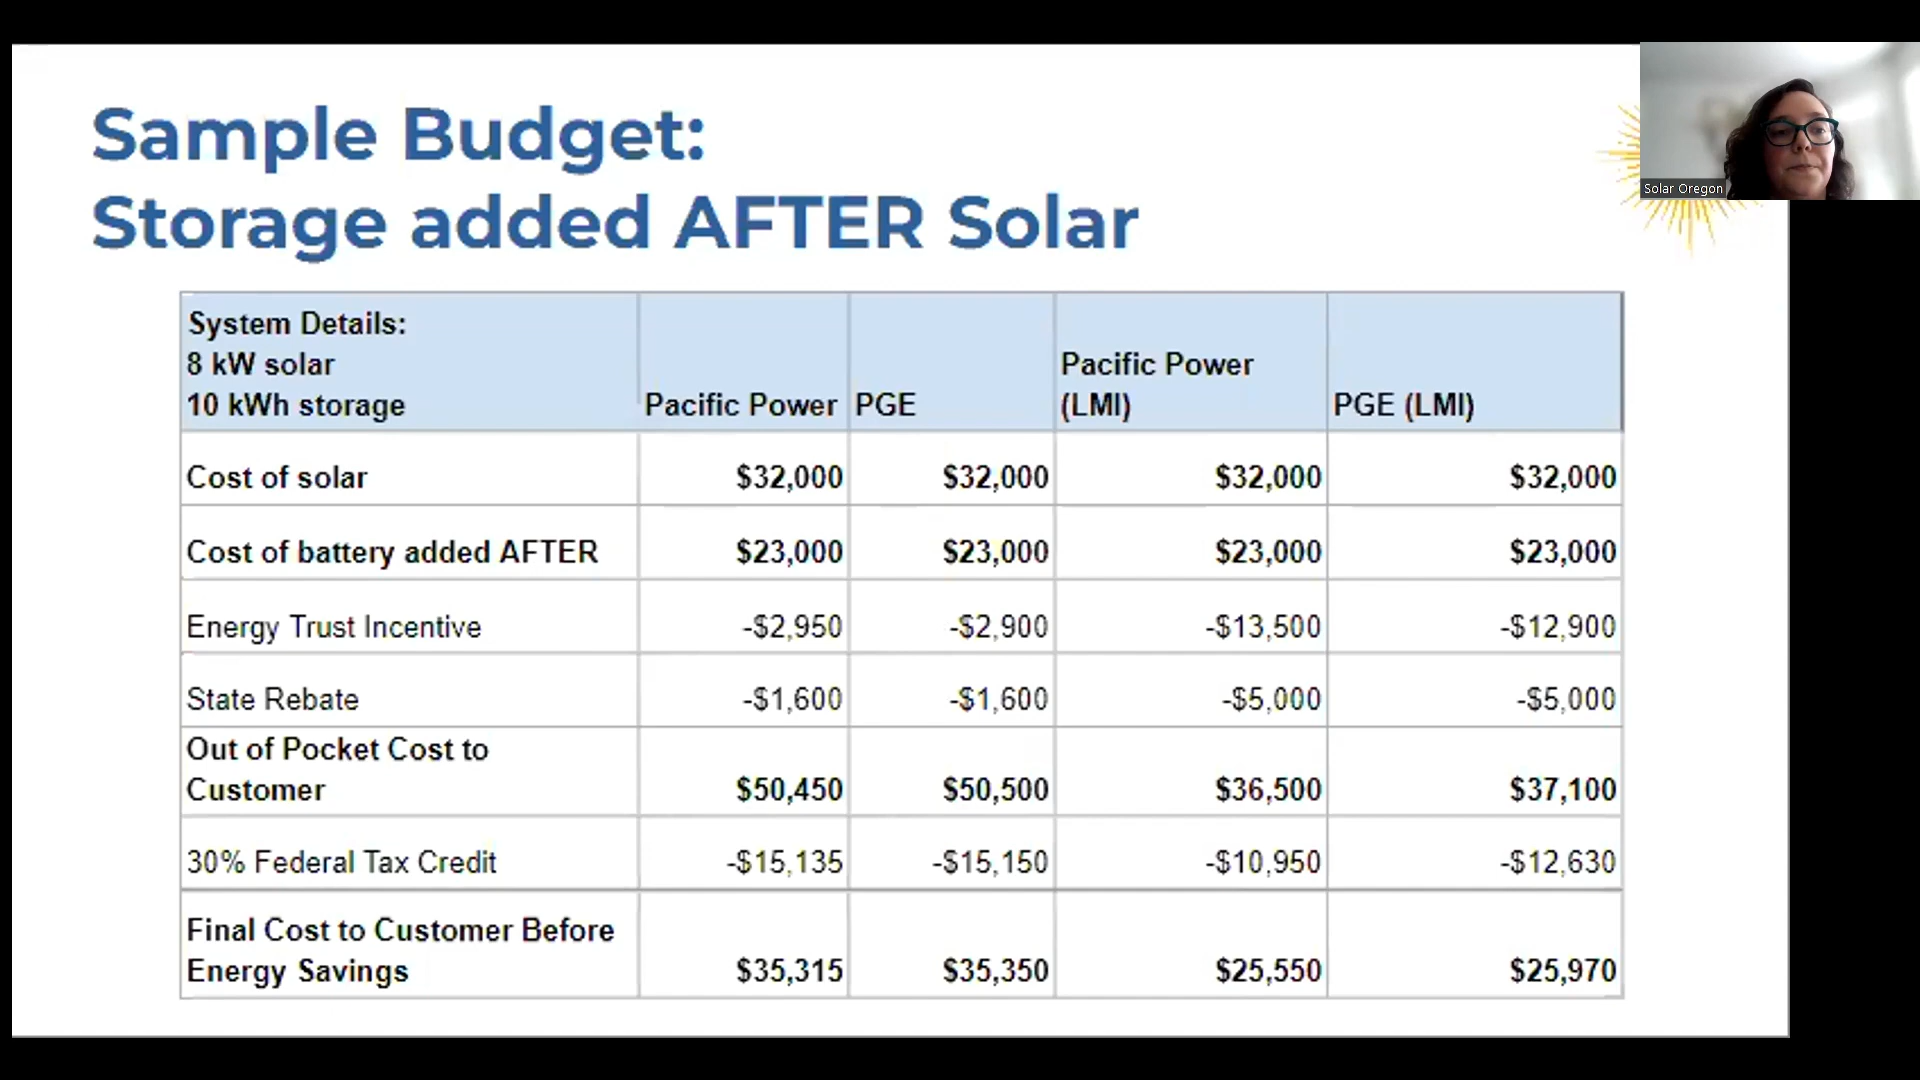 Sample Budget:
Storage added AFTER Solar
Solar Oregon
System Details:
8 kW solar
10 kWh storage
Pacific Power
PGE
Pacific Power
(LMI)
PGE (LMI)
Cost of solar
$32,000
$32,000
$32,000
$32,000
Cost of battery added AFTER
$23,000
$23,000
$23,000
$23,000
Energy Trust Incentive
-$2,950
-$2,900
-$13,500
-$12,900
State Rebate
-$1,600
-$1,600
-$5,000
-$5,000
Out of Pocket Cost to
Customer
$50,450
$50,500
$36,500
$37,100
30% Federal Tax Credit
-$15,135
-$15,150
-$10,950
-$12,630
Final Cost to Customer Before
Energy Savings
$35,315
$35,350
$25,550
$25,970